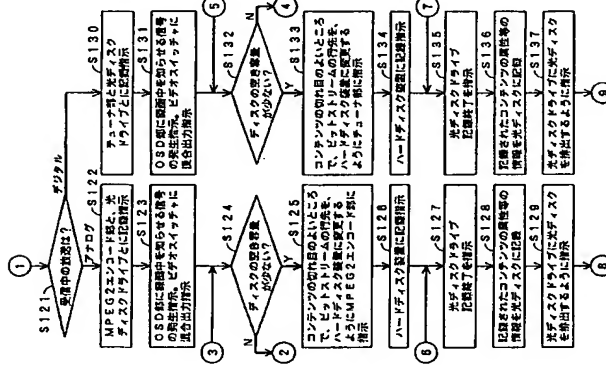 1
S121
受信中の放送は?
アナログ
デジタル
S122
MPEG2エンコード部と、光
ディスクドライブとに記録指示
S123
OSD部に録画中を知らせる信号
の発生指示。ビデオスイッチャに
混合出力指示
3
S124
ディスクの空き容量
が少ない?
N
2
Y
S125
コンテンツの切れ目のよいところ
で、ビットストリームの行先を、
ハードディスク装置に変更する
ようにMPEG2エンコード部に
指示
S126
ハードディスク装置に記録指示
6
S127
光ディスクドライブ
記録終了を指示
S128
記録されたコンテンツの属性等の
情報を光ディスクに記録
S129
光ディスクドライブに光ディスク
を排出するように指示
8
S130
チューナ部と光ディスク
ドライブとに記録指示
S131
OSD部に録画中を知らせる信号
の発生指示。ビデオスイッチャに
混合出力指示
5
S132
ディスクの空き容量
が少ない?
N
4
Y
S133
コンテンツの切れ目のよいところ
で、ビットストリームの行先を、
ハードディスク装置に変更する
ようにチューナ部に指示
S134
ハードディスク装置に記録指示
7
S135
光ディスクドライブ
記録終了を指示
S136
記録されたコンテンツの属性等の
情報を光ディスクに記録
S137
光ディスクドライブに光ディスク
を排出するように指示
9